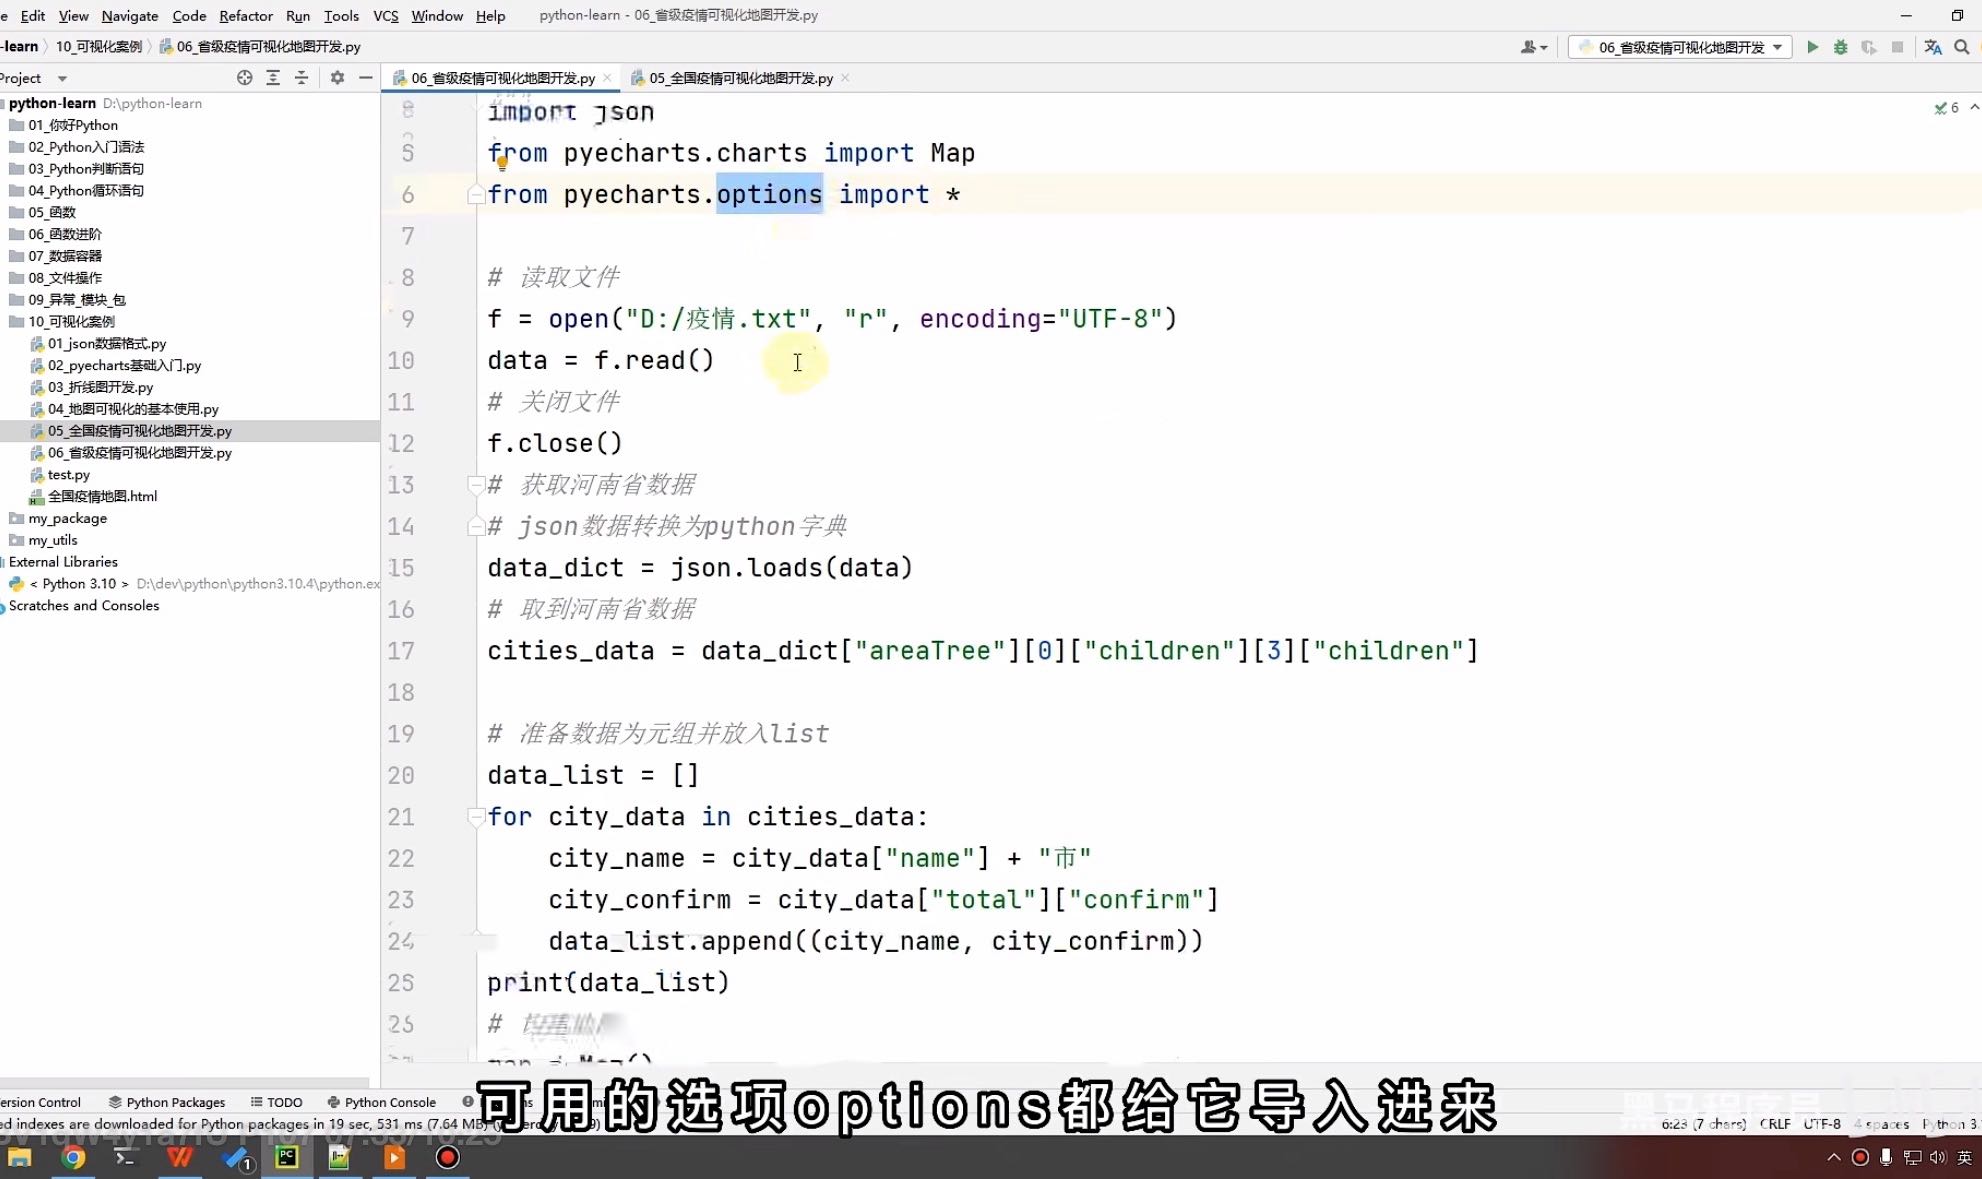 Edit View Navigate Code Refactor Run Tools VCS Window Help python-learn - 06_省级疫情可视化地图开发.py
-learn 10_可视化案例 06_省级疫情可视化地图开发.py 06_省级疫情可视化地图开发
Project 06_省级疫情可视化地图开发.py 05_全国疫情可视化地图开发.py
python-learn D:\python-learn
01_你好Python
02_Python入门语法
03_Python判断语句
04_Python循环语句
05_函数
06_函数进阶
07_数据容器
08_文件操作
09_异常_模块_包
10_可视化案例
01_json数据格式.py
02_pyecharts基础入门.py
03_折线图开发.py
04_地图可视化的基本使用.py
05_全国疫情可视化地图开发.py
06_省级疫情可视化地图开发.py
test.py
全国疫情地图.html
my_package
my_utils
External Libraries
< Python 3.10 > D:\dev\python\python3.10.4\python.ex
Scratches and Consoles
6
import json
5 from pyecharts.charts import Map
6 from pyecharts.options import *
7
8 # 读取文件
9 f = open("D:/疫情.txt", "r", encoding="UTF-8")
10 data = f.read()
11 # 关闭文件
12 f.close()
13 # 获取河南省数据
14 # json数据转换为python字典
15 data_dict = json.loads(data)
16 # 取到河南省数据
17 cities_data = data_dict["areaTree"][0]["children"][3]["children"]
18
19 # 准备数据为元组并放入list
20 data_list = []
21 for city_data in cities_data:
22 city_name = city_data["name"] + "市"
23 city_confirm = city_data["total"]["confirm"]
24 data_list.append((city_name, city_confirm))
25 print(data_list)
26 #
可用的选项options都给它导入进来
ersion Control Python Packages TODO Python Console
ed indexes are downloaded for Python packages in 19 sec, 531 ms (7.64 MB) 6:23 (7 chars) CRLF UTF-8 4 spaces Python 3.
黑马程序员
1 英